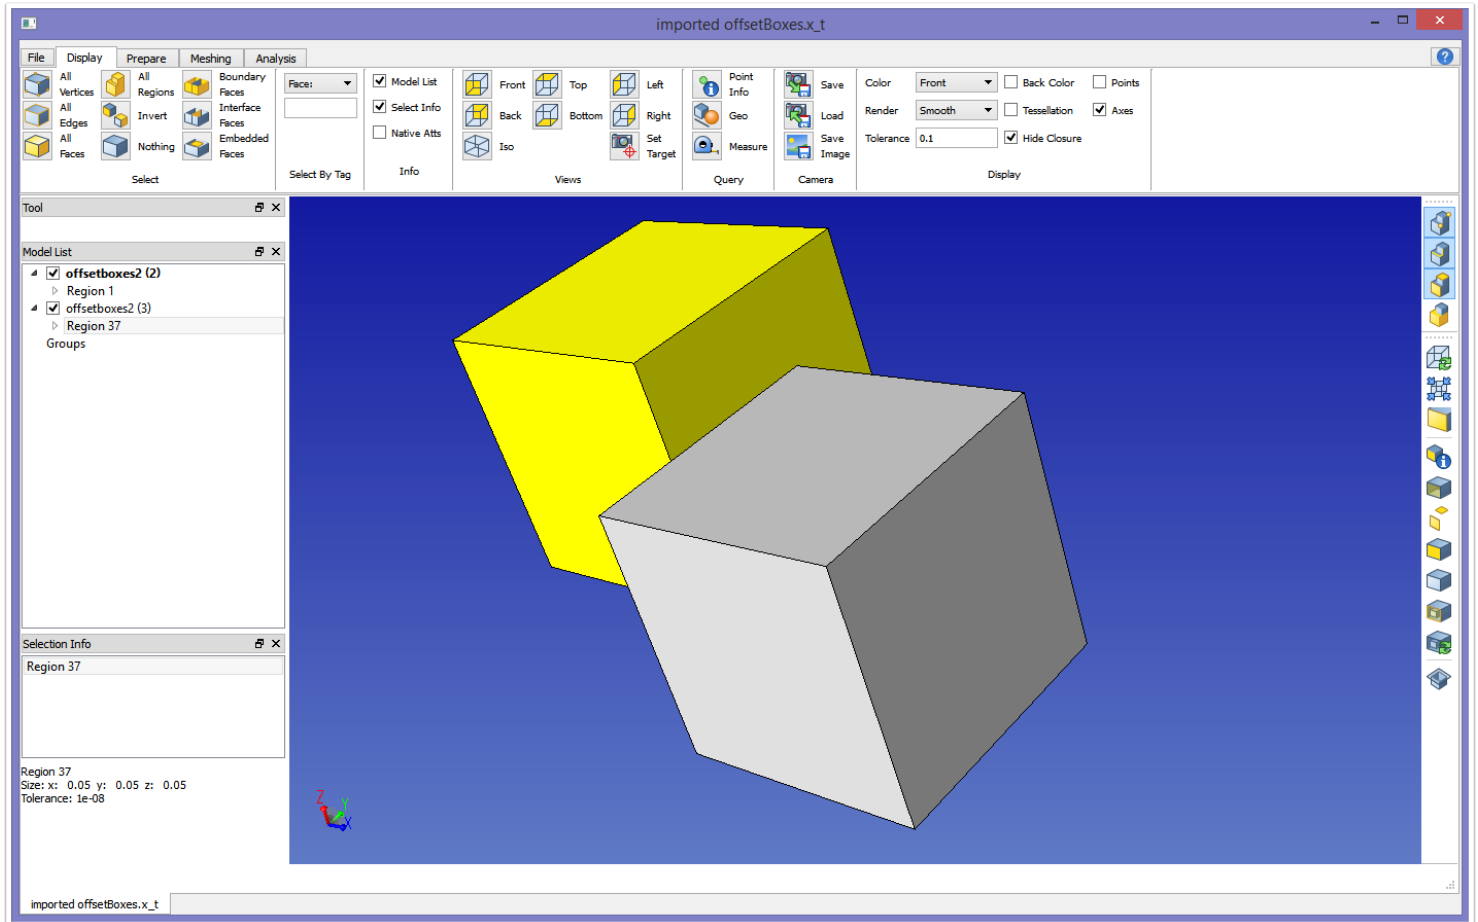 imported offsetBoxes.x_t
File Display Prepare Meshing Analysis
All Vertices All Regions Boundary Faces
All Edges Invert Interface Faces
All Faces Nothing Embedded Faces
Select
Face:
Select By Tag
Model List
Select Info
Native Atts
Info
Front Top Left
Back Bottom Right
Iso Set Target
Views
Point Info
Geo
Measure
Query
Save
Load
Save Image
Camera
Color Front Back Color Points
Render Smooth Tessellation Axes
Tolerance 0.1 Hide Closure
Display
Tool
Model List
offsetboxes2 (2)
Region 1
offsetboxes2 (3)
Region 37
Groups
Selection Info
Region 37
Region 37
Size: x: 0.05 y: 0.05 z: 0.05
Tolerance: 1e-08
Z Y X
imported offsetBoxes.x_t